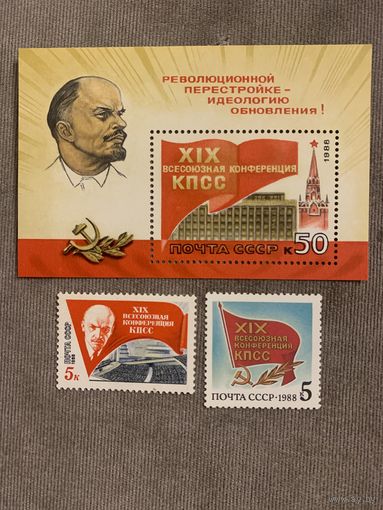 РЕВОЛЮЦИОННОЙ
ПЕРЕСТРОЙКЕ –
ИДЕОЛОГИЮ
ОБНОВЛЕНИЯ!
1988
XIX
ВСЕСОЮЗНАЯ КОНФЕРЕНЦИЯ
КПСС
ПОЧТА СССР К50
XIX
ВСЕСОЮЗНАЯ
КОНФЕРЕНЦИЯ
КПСС
ПОЧТА СССР
1988
5к
XIX
ВСЕСОЮЗНАЯ
КОНФЕРЕНЦИЯ
КПСС
ПОЧТА СССР•1988 5